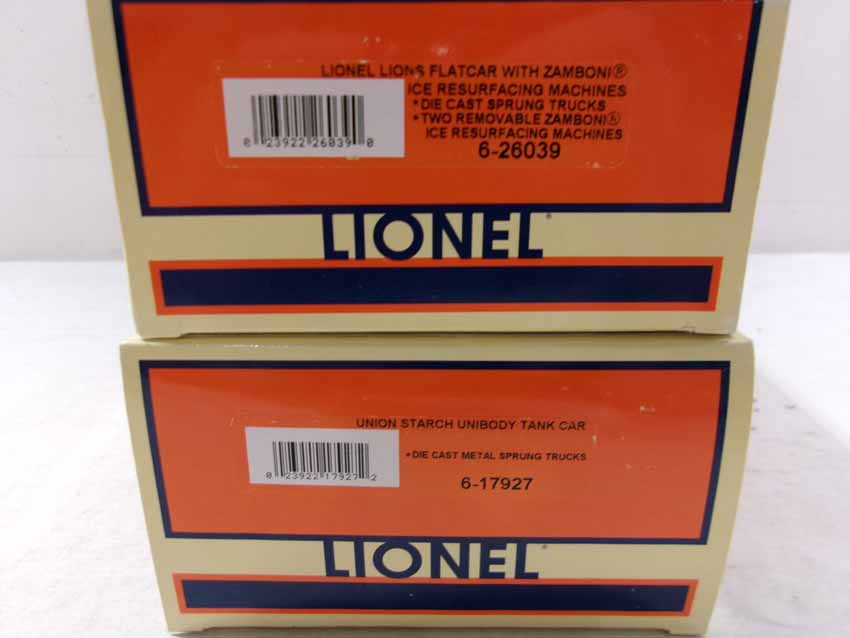 LIONEL LIONS FLATCAR WITH ZAMBONI®
ICE RESURFACING MACHINES
• DIE CAST SPRUNG TRUCKS
• TWO REMOVABLE ZAMBONI®
ICE RESURFACING MACHINES
6-26039
0 23922 26039 0
LIONEL
UNION STARCH UNIBODY TANK CAR
• DIE CAST METAL SPRUNG TRUCKS
6-17927
0 23922 17927 2
LIONEL